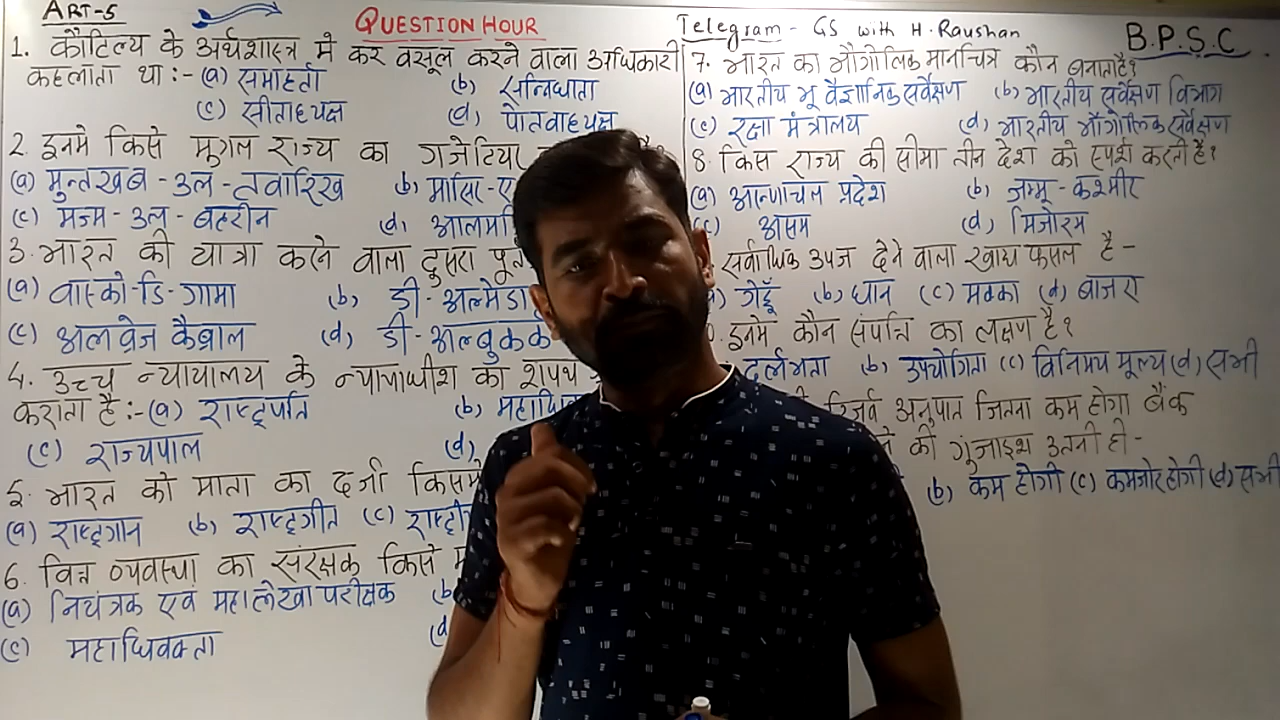 ART-5
QUESTION HOUR
Telegram - GS with H. Raushan
B.P.S.C
1. कौटिल्य के अर्थशास्त्र में कर वसूल करने वाला अधिकारी
कहलाता था :- (a) समाहर्ता (b) सन्निधाता
(c) सीताध्यक्ष (d) पौतवाध्यक्ष
2. इनमे किसे मुगल राज्य का गजेटियर
(a) मुन्तखब - उल - तवारिख (b) मासिर-ए
(c) मज्म - उल - बहरीन (d) आलमगि
3. भारत की यात्रा करने वाला दुसरा पुर्त
(a) वास्को-डि-गामा (b) डी-अल्मेडा
(c) अलवेज कैब्राल (d) डी-अल्बुकर्क
4. उच्च न्यायालय के न्यायाधीश को शपथ
कराता है :- (a) राष्ट्रपति (b) महाधिव
(c) राज्यपाल (d)
5. भारत को माता का दर्जा किसमे
(a) राष्ट्रगान (b) राष्ट्रगीत (c) राष्ट्री
6. वित्त व्यवस्था का संरक्षक किसे
(a) नियंत्रक एवं महालेखा परीक्षक (b
(c) महाधिवक्ता (d
7. भारत का भौगोलिक मानचित्र कौन बनाता है?
(a) भारतीय भू वैज्ञानिक सर्वेक्षण (b) भारतीय सर्वेक्षण विभाग
(c) रक्षा मंत्रालय (d) भारतीय भौगोलिक सर्वेक्षण
8. किस राज्य की सीमा तीन देश को स्पर्श करती है?
(a) अरुणाचल प्रदेश (b) जम्मू-कश्मीर
(c) असम (d) मिजोरम
सर्वाधिक उपज देने वाला खाद्य फसल है -
गेहूँ (b) धान (c) मक्का (d) बाजरा
इनमे कौन संपत्ति का लक्षण है?
दुर्लभता (b) उपयोगिता (c) विनिमय मूल्य (d) सभी
रिजर्व अनुपात जितना कम होगा बैंक
की गुंजाइश उतनी ही -
(b) कम होगी (c) कमजोर होगी (d) सभी